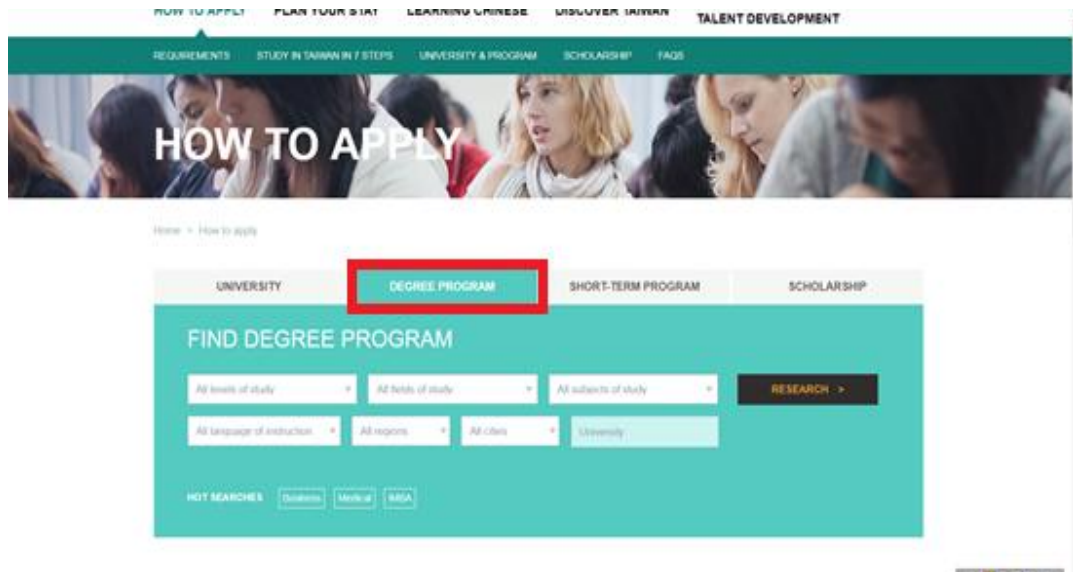 HOW TO APPLY PLAN YOUR STAY LEARNING CHINESE DISCOVER TAIWAN TALENT DEVELOPMENT
REQUIREMENTS STUDY IN TAIWAN IN 7 STEPS UNIVERSITY & PROGRAM SCHOLARSHIP FAQS
HOW TO APPLY
Home > How to apply
UNIVERSITY DEGREE PROGRAM SHORT-TERM PROGRAM SCHOLARSHIP
FIND DEGREE PROGRAM
All levels of study All fields of study All subjects of study RESEARCH >
All language of instruction All regions All cities University
HOT SEARCHES Business Medical IMBA